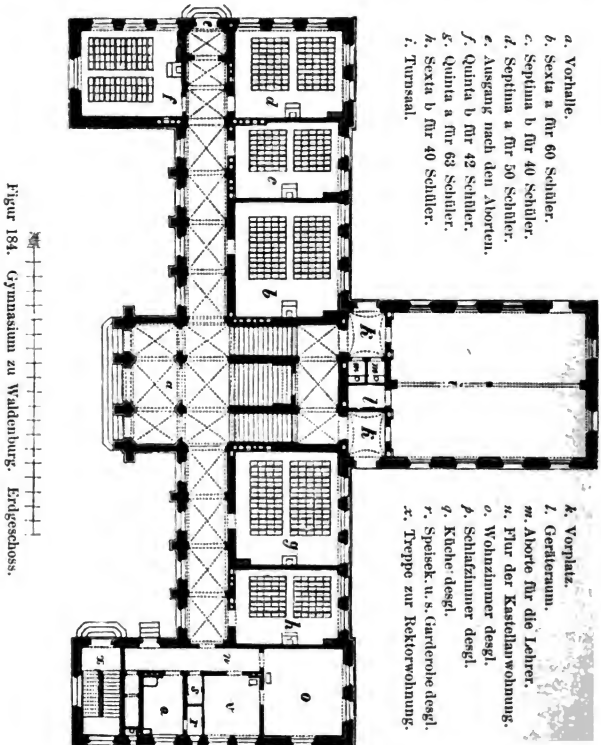 a. Vorhalle.
b. Sexta a für 60 Schüler.
c. Septima b für 40 Schüler.
d. Septima a für 50 Schüler.
e. Ausgang nach den Aborten.
f. Quinta b für 42 Schüler.
g. Quinta a für 63 Schüler.
h. Sexta b für 40 Schüler.
i. Turnsaal.
k. Vorplatz.
l. Geräteraum.
m. Aborte für die Lehrer.
n. Flur der Kastellanwohnung.
o. Wohnzimmer desgl.
p. Schlafzimmer desgl.
q. Küche desgl.
r. Speisek. u. s. Garderobe desgl.
x. Treppe zur Rektorwohnung.
e
d
c
f
b
a
k
m
m
l
k
i
g
h
n
o
s
r
x
Figur 184. Gymnasium zu Waldenburg. Erdgeschoss.